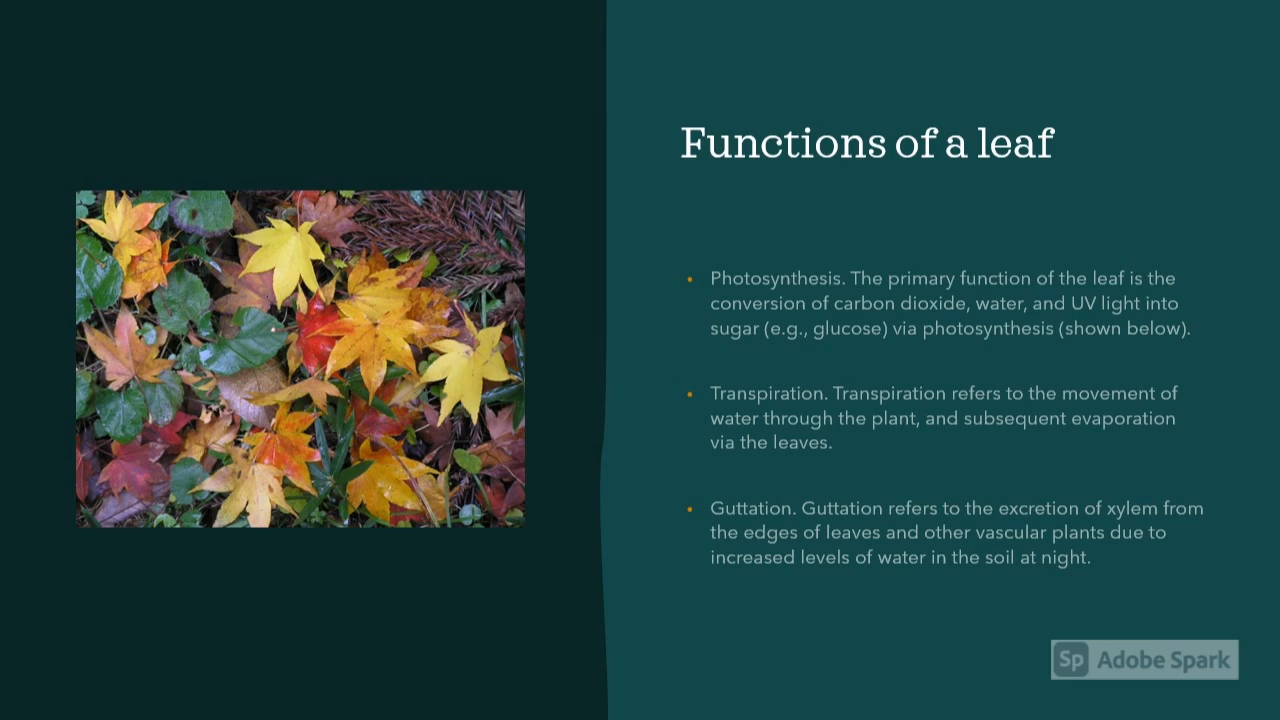 Functions of a leaf
• Photosynthesis. The primary function of the leaf is the
conversion of carbon dioxide, water, and UV light into
sugar (e.g., glucose) via photosynthesis (shown below).
• Transpiration. Transpiration refers to the movement of
water through the plant, and subsequent evaporation
via the leaves.
• Guttation. Guttation refers to the excretion of xylem from
the edges of leaves and other vascular plants due to
increased levels of water in the soil at night.
Sp Adobe Spark